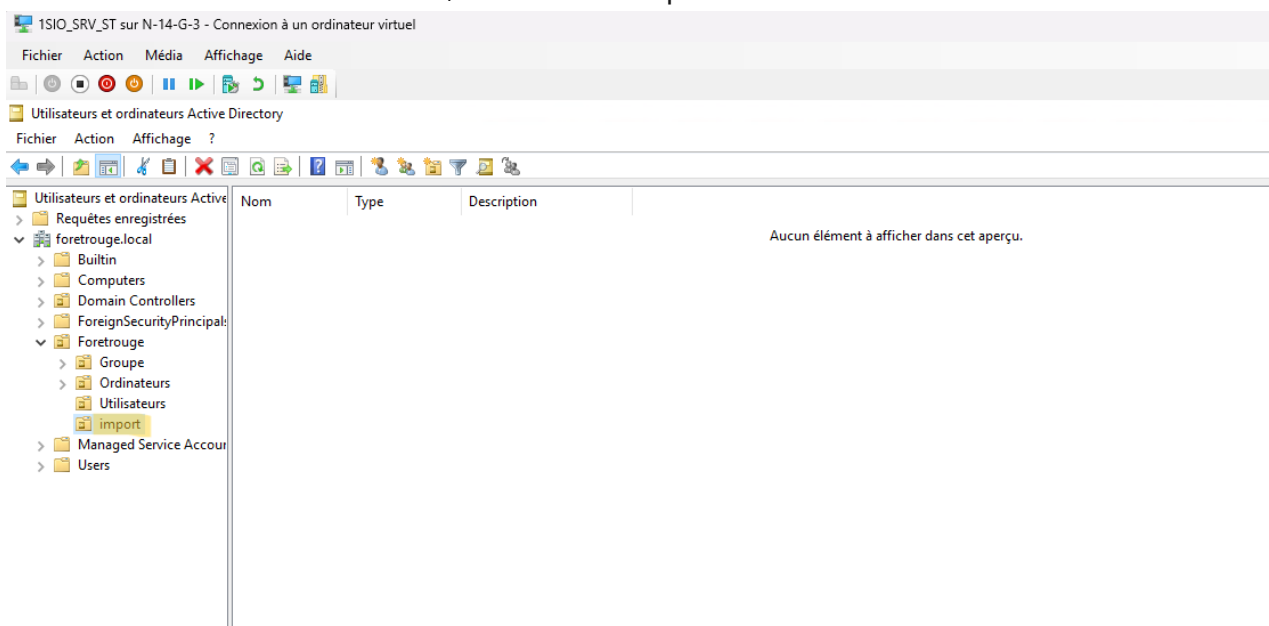 1SIO_SRV_ST sur N-14-G-3 - Connexion à un ordinateur virtuel
Fichier Action Média Affichage Aide
Utilisateurs et ordinateurs Active Directory
Fichier Action Affichage ?
Utilisateurs et ordinateurs Active
Nom Type Description
Requêtes enregistrées
foretrouge.local
Aucun élément à afficher dans cet aperçu.
Builtin
Computers
Domain Controllers
ForeignSecurityPrincipals
Foretrouge
Groupe
Ordinateurs
Utilisateurs
import
Managed Service Accour
Users